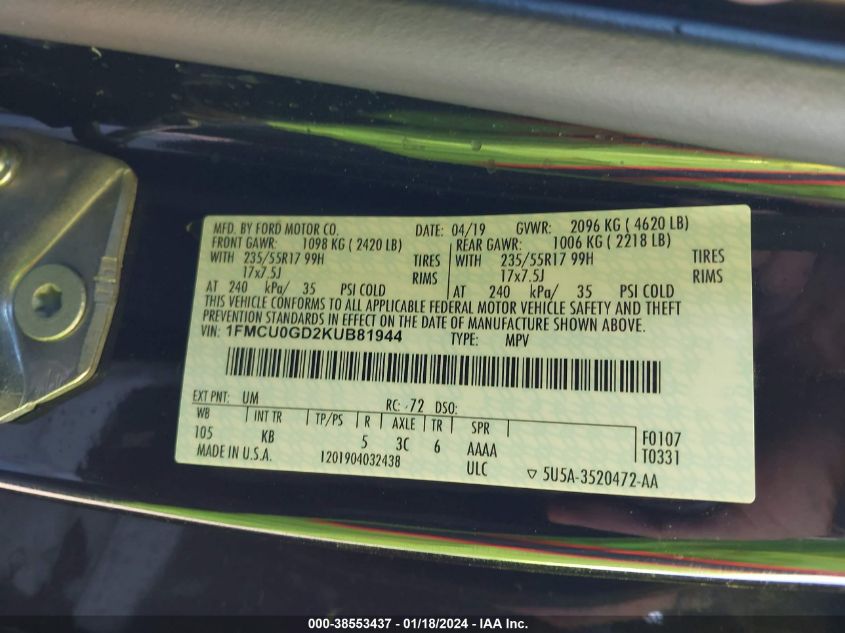 MFD. BY FORD MOTOR CO. DATE: 04/19 GVWR: 2096 KG ( 4620 LB)
FRONT GAWR: 1098 KG ( 2420 LB) REAR GAWR: 1006 KG ( 2218 LB)
WITH 235/55R17 99H TIRES WITH 235/55R17 99H TIRES
17x7.5J RIMS 17x7.5J RIMS
AT 240 kPa/ 35 PSI COLD AT 240 kPa/ 35 PSI COLD
THIS VEHICLE CONFORMS TO ALL APPLICABLE FEDERAL MOTOR VEHICLE SAFETY AND THEFT
PREVENTION STANDARDS IN EFFECT ON THE DATE OF MANUFACTURE SHOWN ABOVE.
VIN: 1FMCU0GD2KUB81944 TYPE: MPV
EXT PNT: UM RC: 72 DSO:
WB INT TR TP/PS R AXLE TR SPR
105 KB 5 3C 6 AAAA F0107
MADE IN U.S.A. 1201904032438 ULC T0331
5U5A-3520472-AA
000-38553437 - 01/18/2024 - IAA Inc.